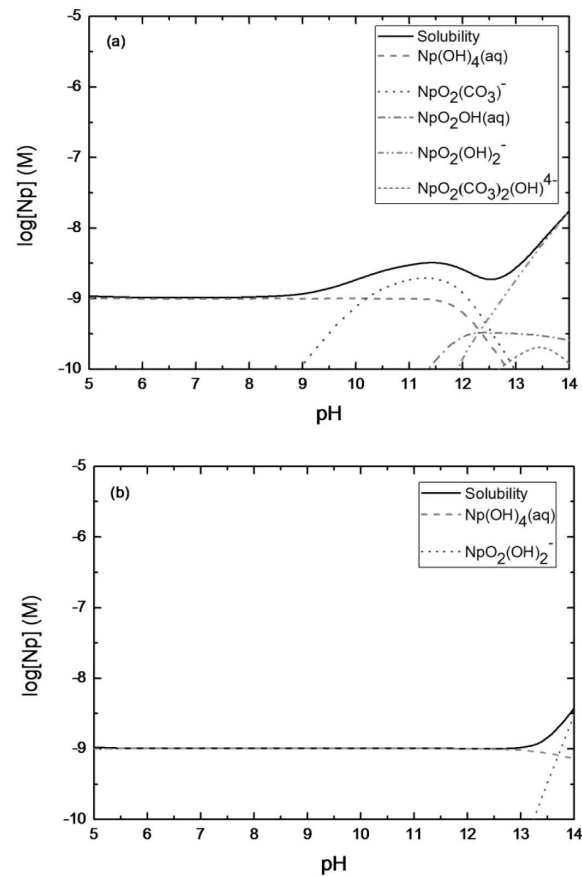 (a)
Solubility
Np(OH)4(aq)
NpO2(CO3)-
NpO2OH(aq)
NpO2(OH)2-
NpO2(CO3)2(OH)4-
log[Np] (M)
-5
-6
-7
-8
-9
-10
5 6 7 8 9 10 11 12 13 14
pH
(b)
Solubility
Np(OH)4(aq)
NpO2(OH)2-
log[Np] (M)
-5
-6
-7
-8
-9
-10
5 6 7 8 9 10 11 12 13 14
pH